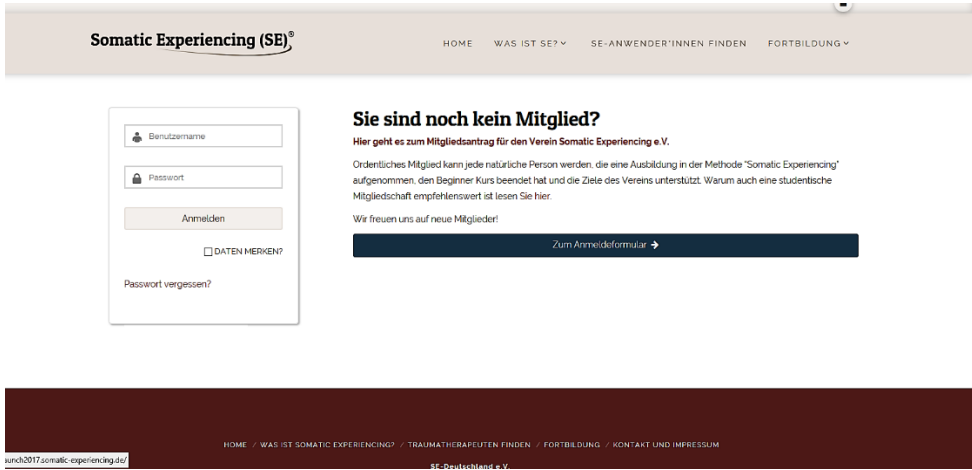 Somatic Experiencing (SE)®
HOME WAS IST SE? SE-ANWENDER*INNEN FINDEN FORTBILDUNG
Benutzername
Passwort
Anmelden
DATEN MERKEN?
Passwort vergessen?
Sie sind noch kein Mitglied?
Hier geht es zum Mitgliedsantrag für den Verein Somatic Experiencing e.V.
Ordentliches Mitglied kann jede natürliche Person werden, die eine Ausbildung in der Methode "Somatic Experiencing"
aufgenommen, den Beginner Kurs beendet hat und die Ziele des Vereins unterstützt. Warum auch eine studentische
Mitgliedschaft empfehlenswert ist lesen Sie hier.
Wir freuen uns auf neue Mitglieder!
Zum Anmeldeformular →
HOME / WAS IST SOMATIC EXPERIENCING? / TRAUMATHERAPEUTEN FINDEN / FORTBILDUNG / KONTAKT UND IMPRESSUM
aunch2017.somatic-experiencing.de/
SE-Deutschland e.V.